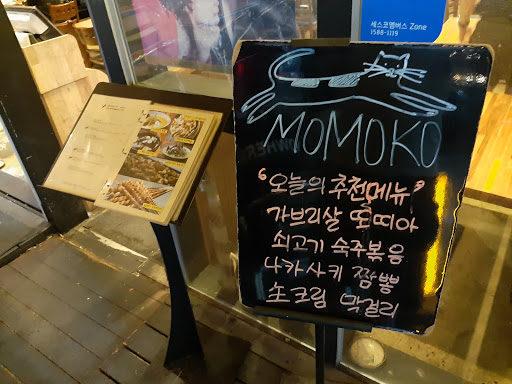 세스코멤버스 Zone
1588-1119
MOMOKO
"오늘의 추천메뉴"
가브리살 또띠아
쇠고기 숙주볶음
나카사키 짬뽕
소크림 막걸리